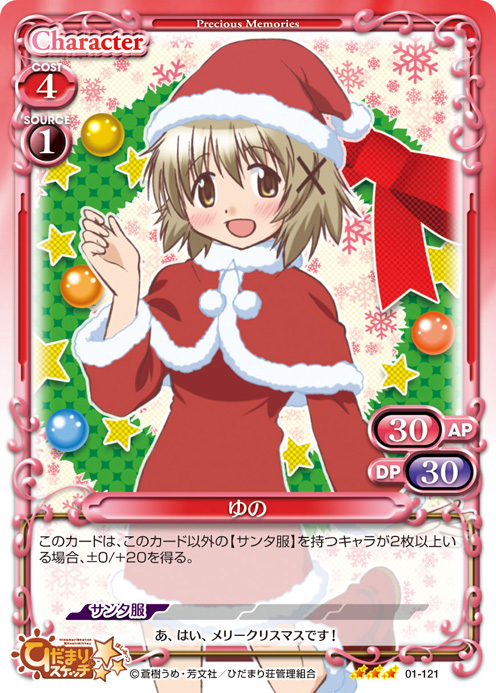 Precious Memories
Character
COST
4
SOURCE
1
30 AP
DP 30
ゆの
このカードは、このカード以外の【サンタ服】を持つキャラが2枚以上い
る場合、±0/+20を得る。
サンタ服
あ、はい、メリークリスマスです!
ひだまり
スケッチ
©蒼樹うめ・芳文社/ひだまり荘管理組合
01-121